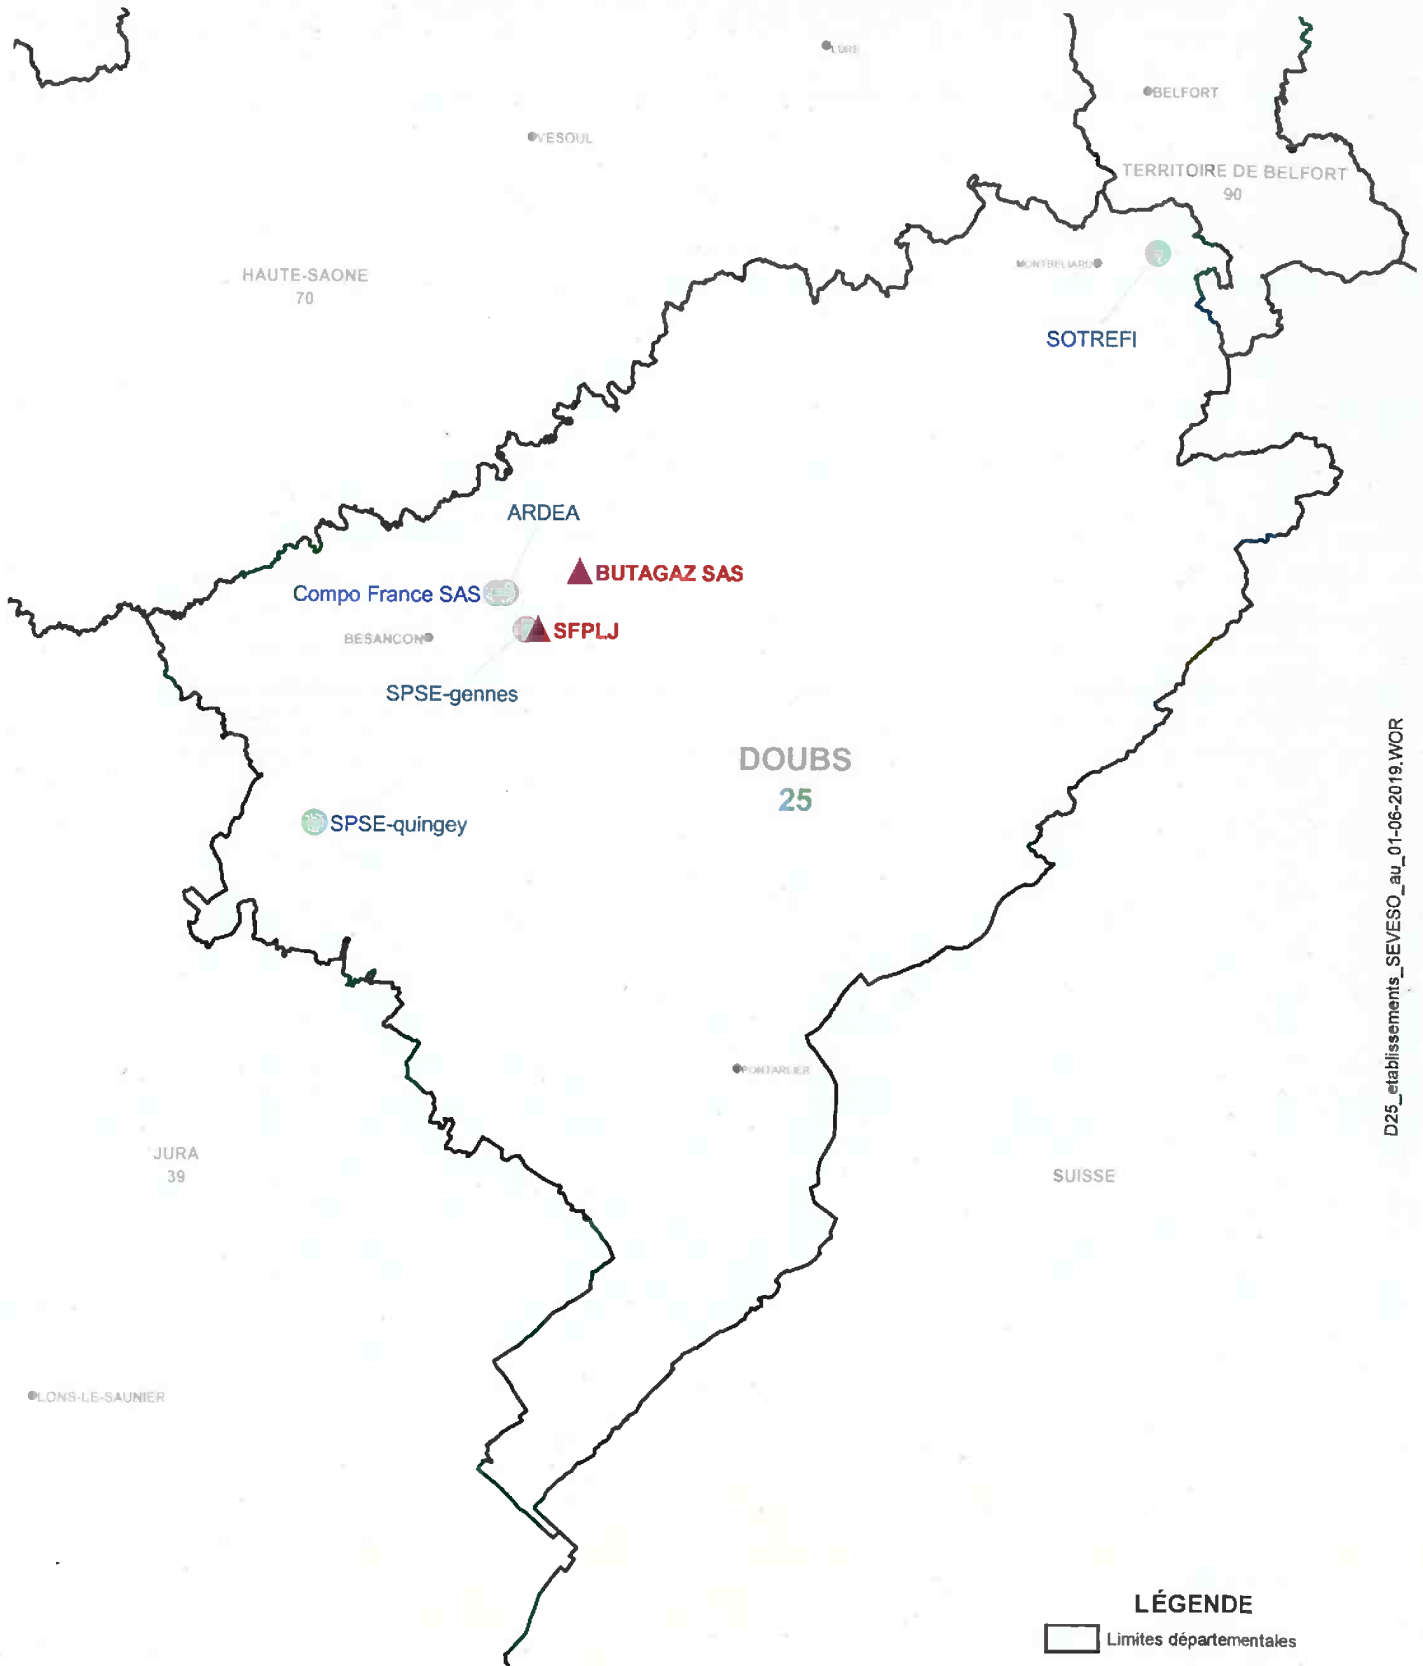 LURE
BELFORT
VESOUL
TERRITOIRE DE BELFORT
90
MONTBELIARD
HAUTE-SAONE
70
SOTREFI
ARDEA
BUTAGAZ SAS
Compo France SAS
BESANCON
SFPLJ
SPSE-gennes
DOUBS
25
SPSE-quingey
D25_etablissements_SEVESO_au_01-06-2019.WOR
PONTARLIER
JURA
39
SUISSE
LONS-LE-SAUNIER
LÉGENDE
Limites départementales